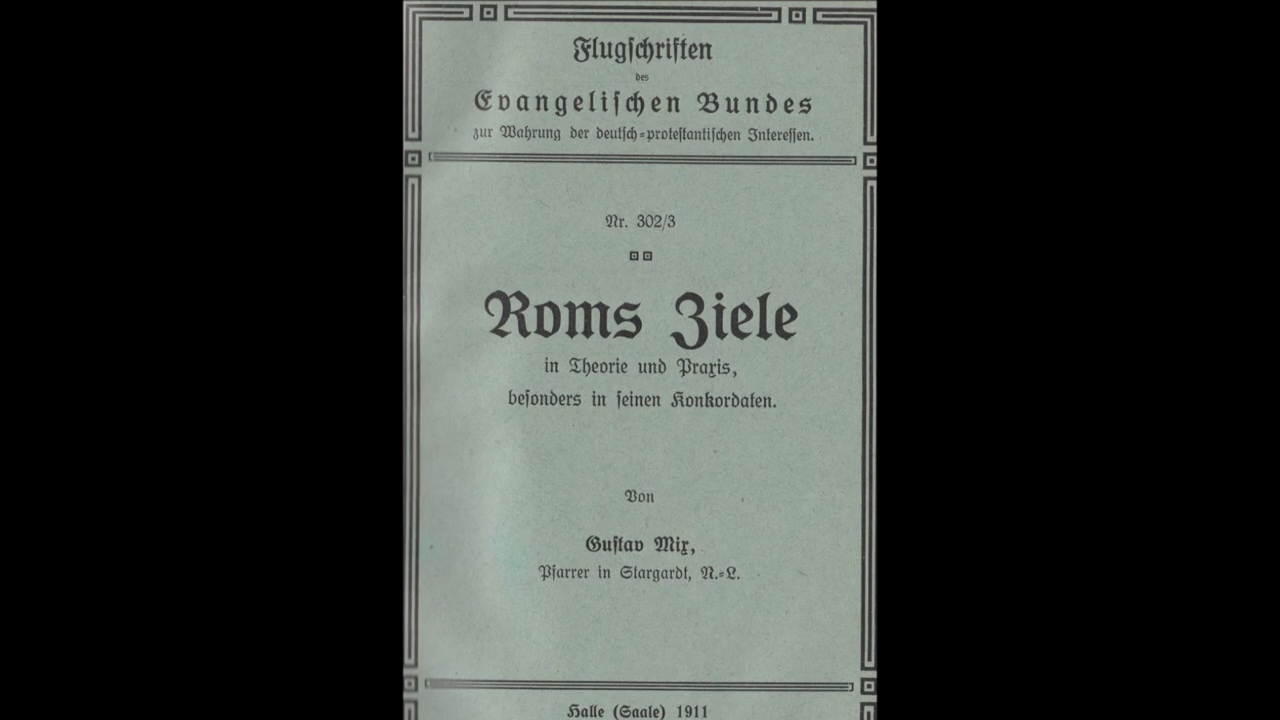 Flugschriften
des
Evangelischen Bundes
zur Wahrung der deutsch-protestantischen Interessen.
Nr. 302/3
Roms Ziele
in Theorie und Praxis,
besonders in seinen Konkordaten.
Von
Gustav Mix,
Pfarrer in Stargardt, N.-L.
Halle (Saale) 1911